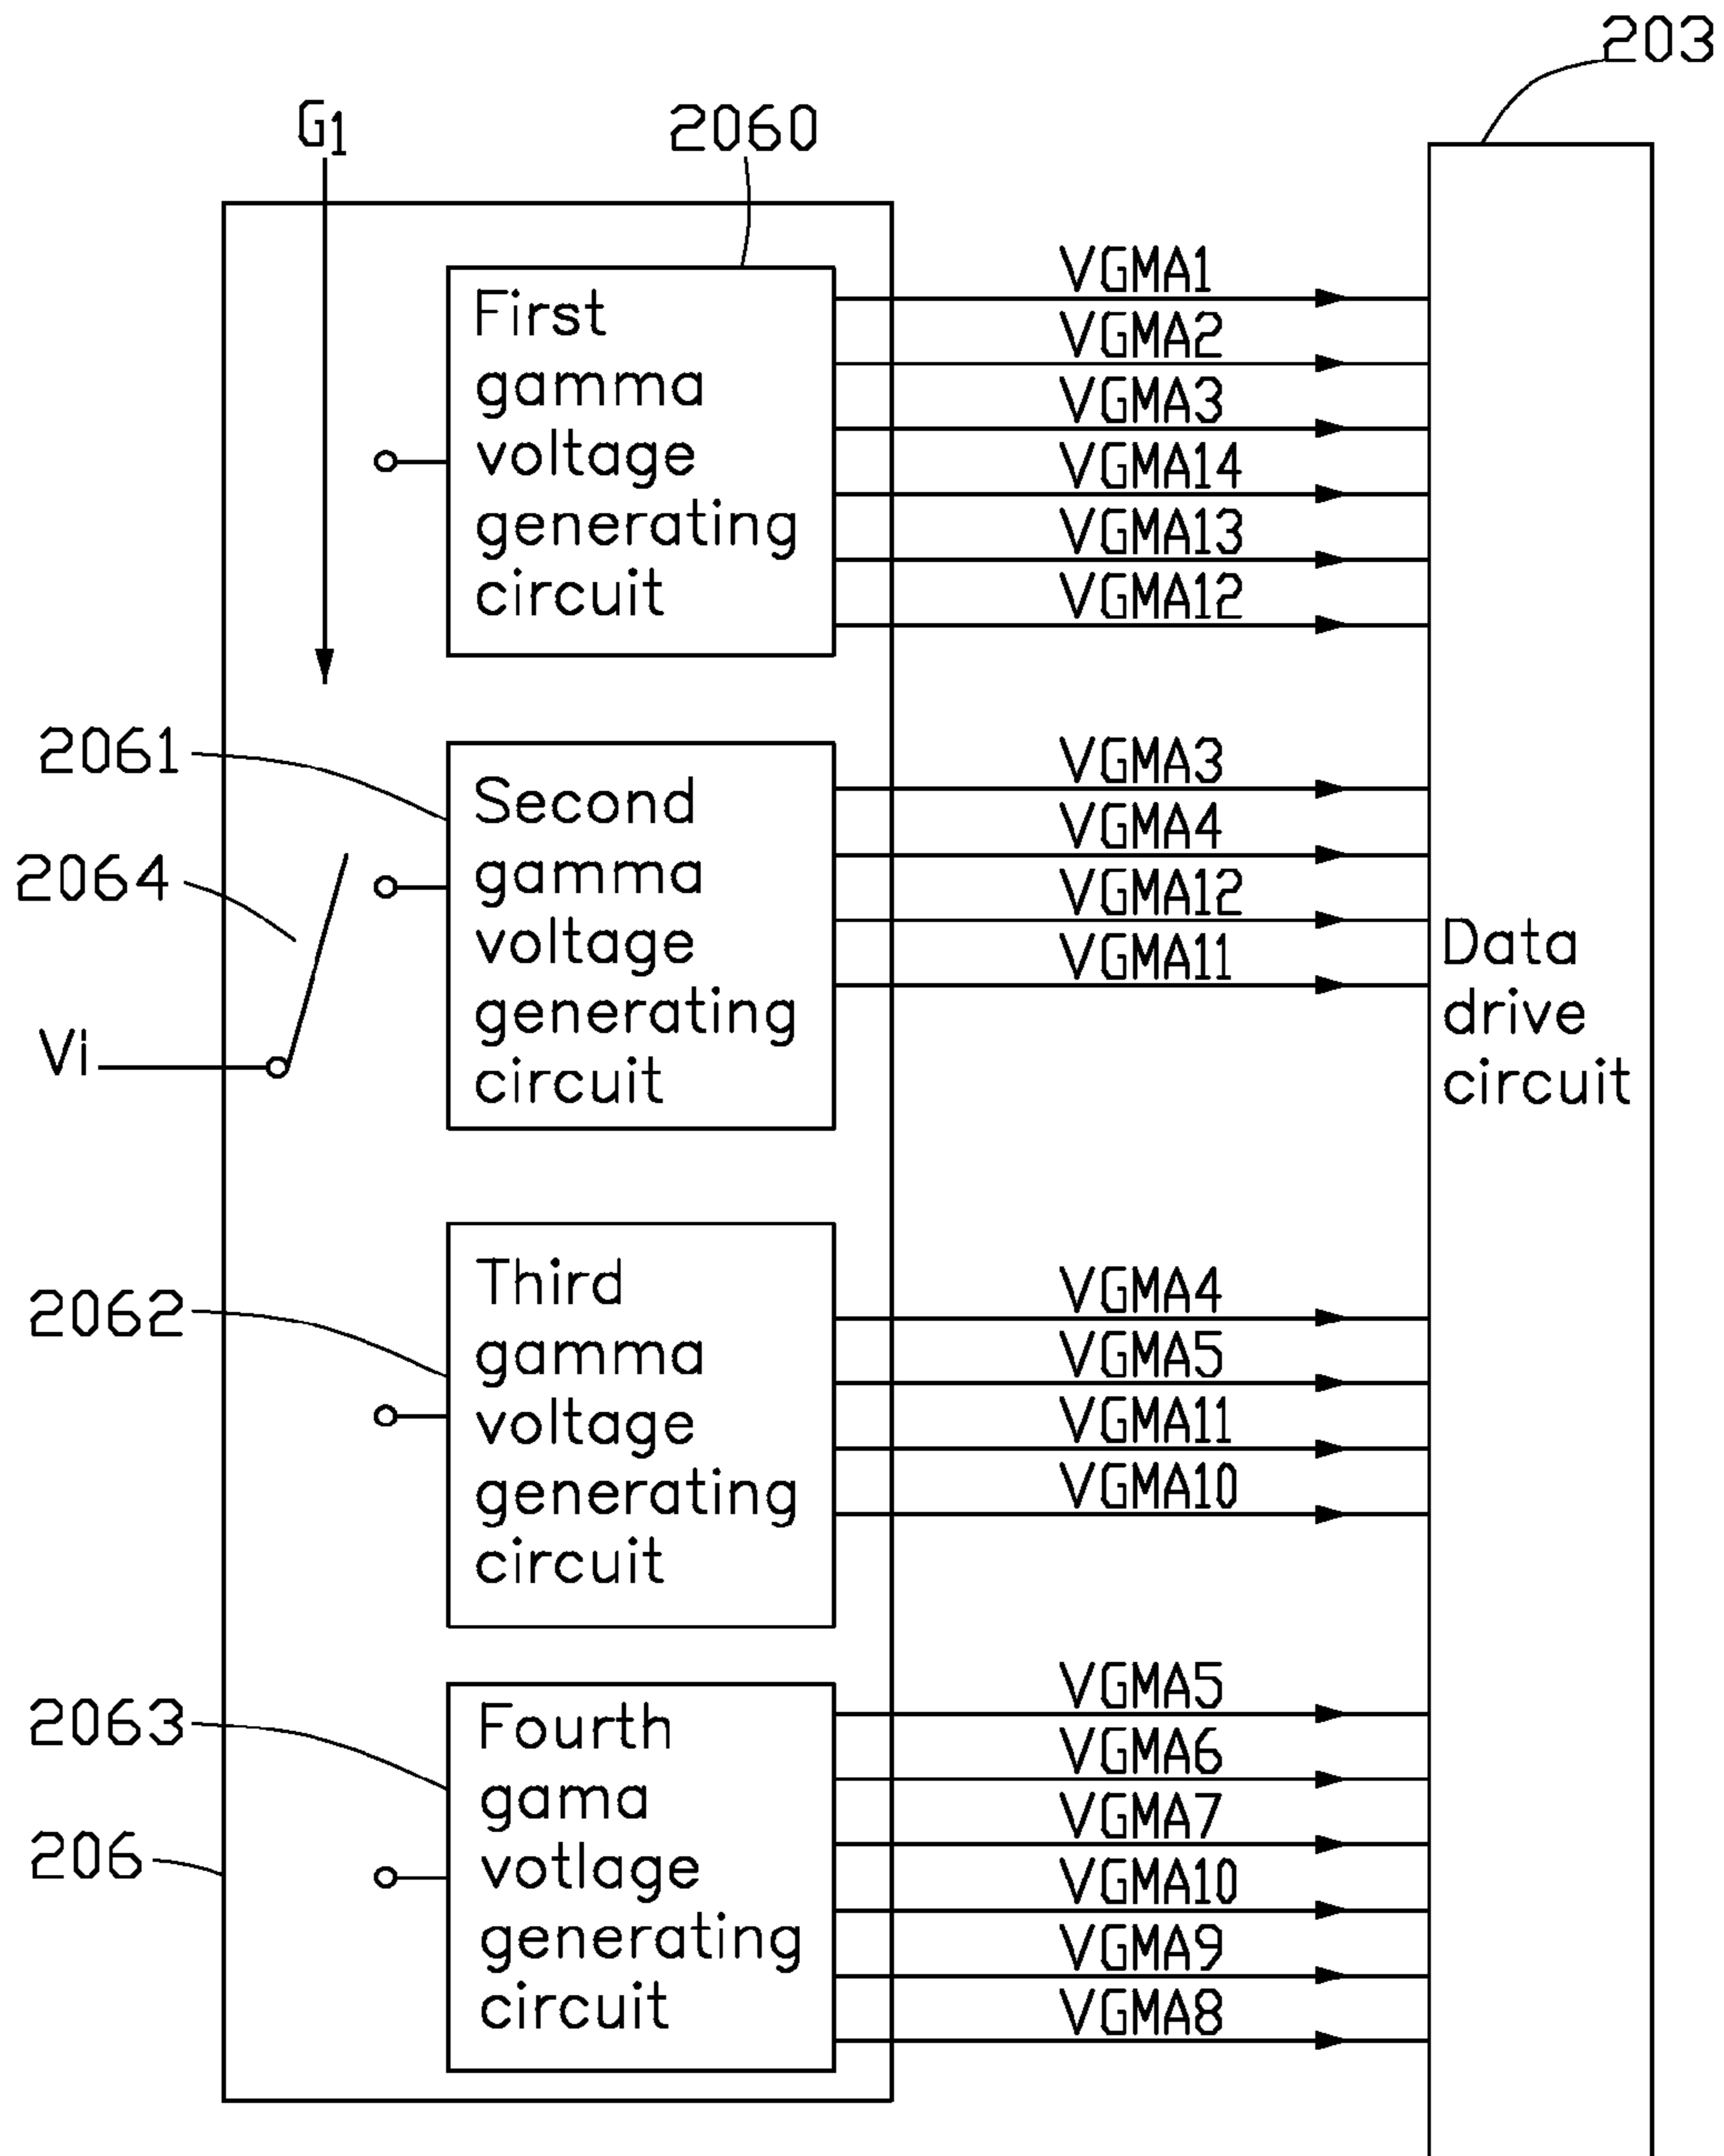 203
G1
2060
First
gamma
voltage
generating
circuit
VGMA1
VGMA2
VGMA3
VGMA14
VGMA13
VGMA12
2061
Second
gamma
voltage
generating
circuit
VGMA3
VGMA4
VGMA12
VGMA11
2064
Vi
Data
drive
circuit
2062
Third
gamma
voltage
generating
circuit
VGMA4
VGMA5
VGMA11
VGMA10
2063
Fourth
gama
votlage
generating
circuit
VGMA5
VGMA6
VGMA7
VGMA10
VGMA9
VGMA8
206